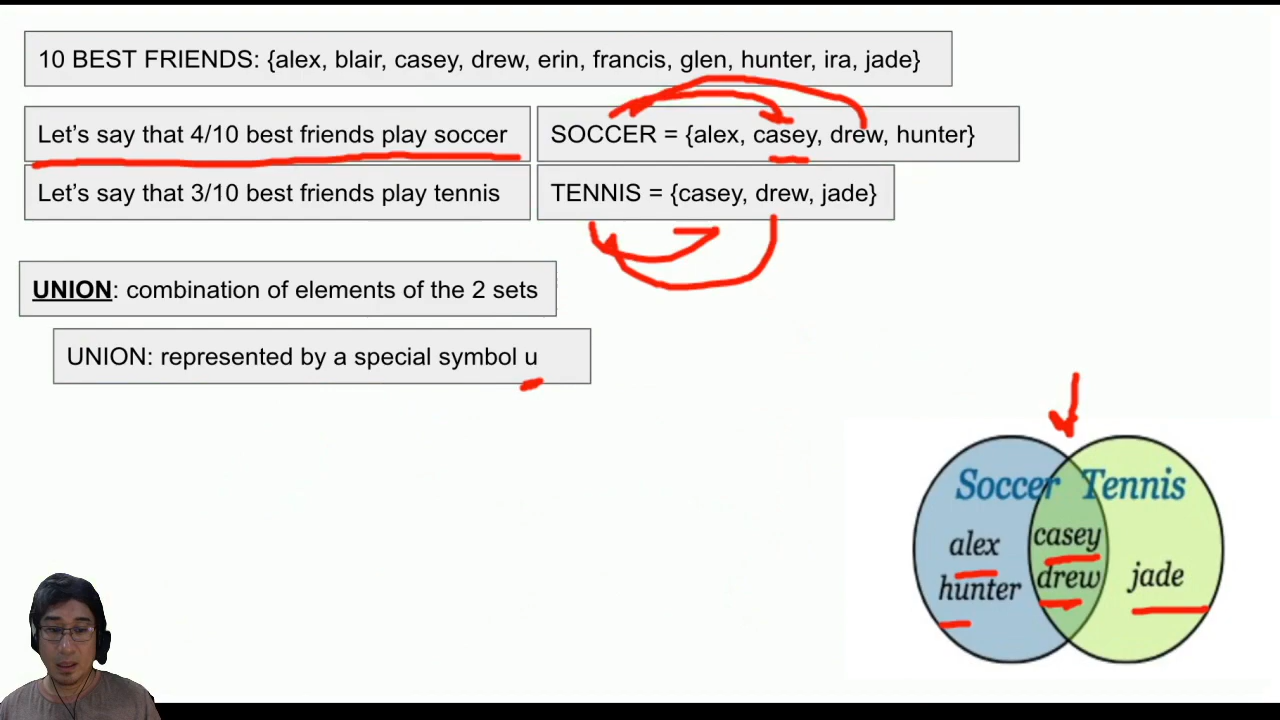 10 BEST FRIENDS: {alex, blair, casey, drew, erin, francis, glen, hunter, ira, jade}
Let's say that 4/10 best friends play soccer
SOCCER = {alex, casey, drew, hunter}
Let's say that 3/10 best friends play tennis
TENNIS = {casey, drew, jade}
UNION: combination of elements of the 2 sets
UNION: represented by a special symbol u
Soccer Tennis
alex
hunter
casey
drew
jade